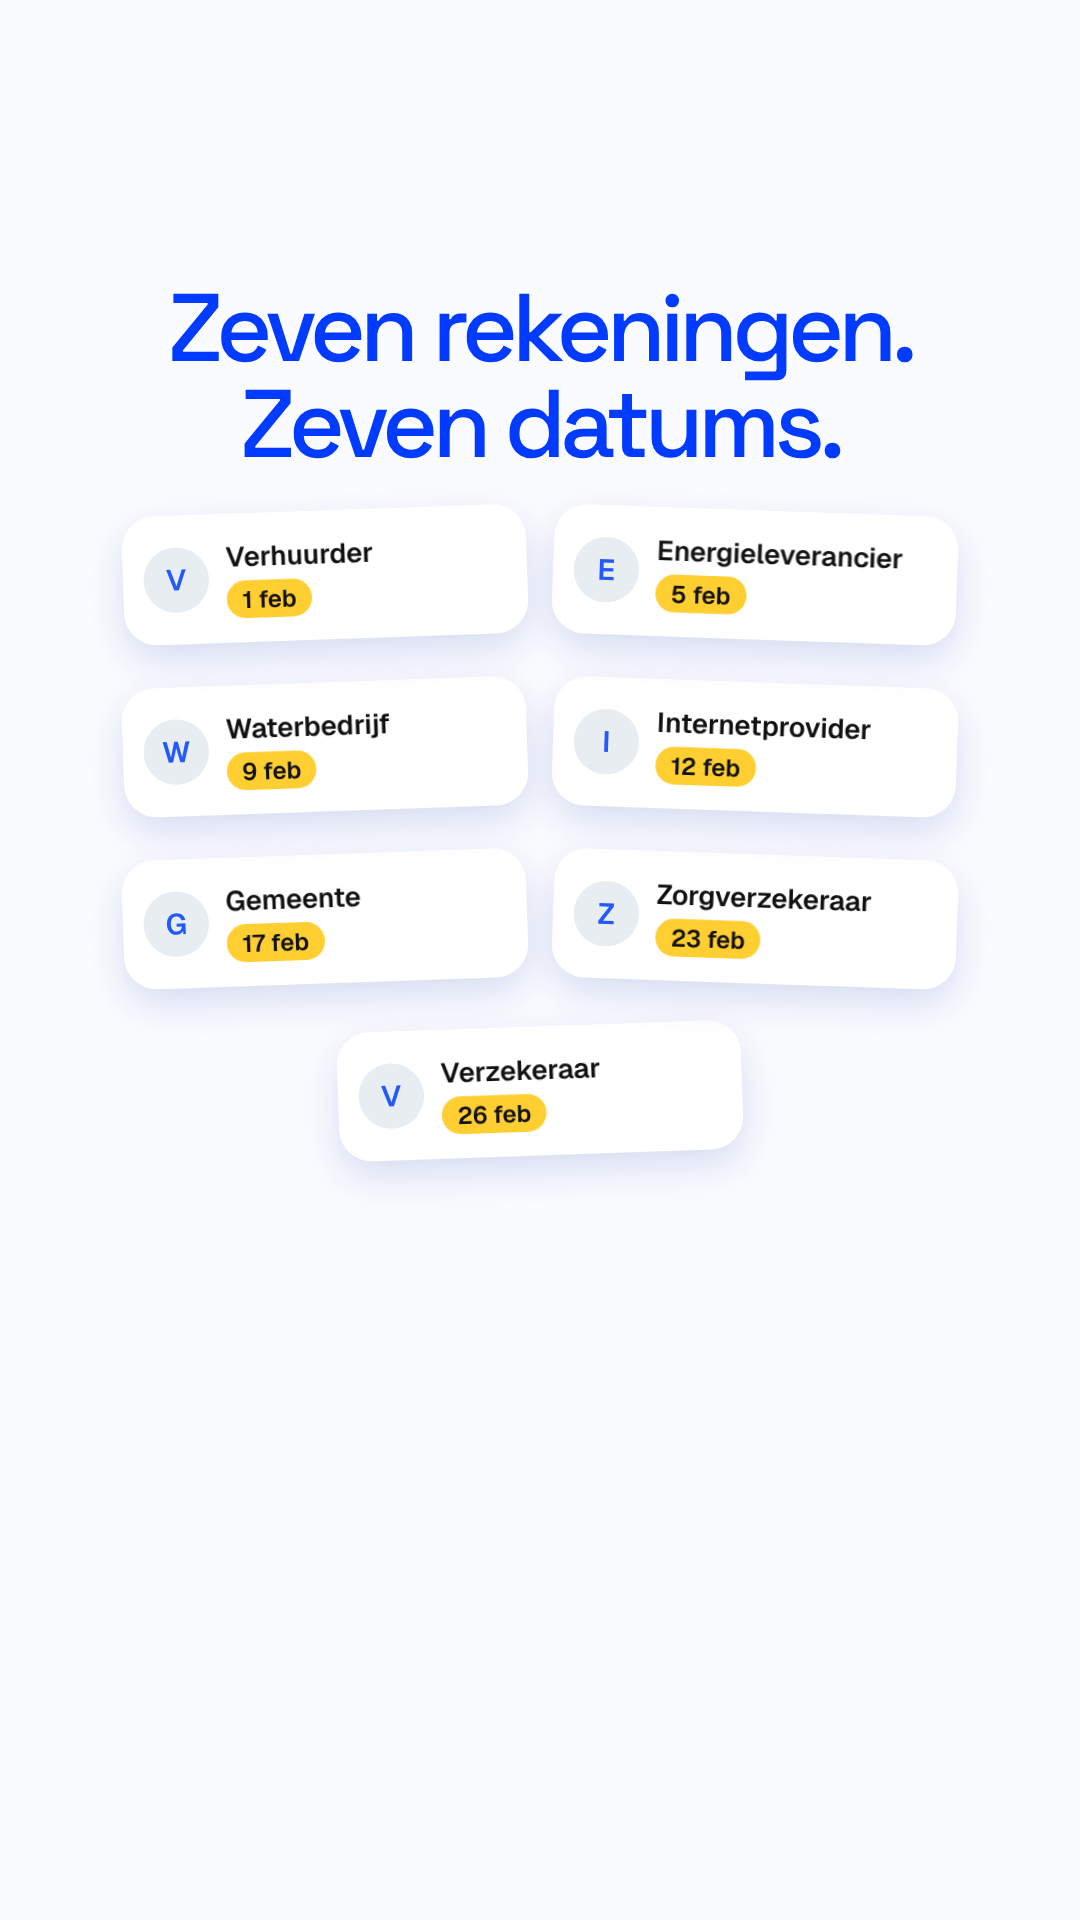 Zeven rekeningen.
Zeven datums.
V
Verhuurder
1 feb
E
Energieleverancier
5 feb
W
Waterbedrijf
9 feb
I
Internetprovider
12 feb
G
Gemeente
17 feb
Z
Zorgverzekeraar
23 feb
V
Verzekeraar
26 feb